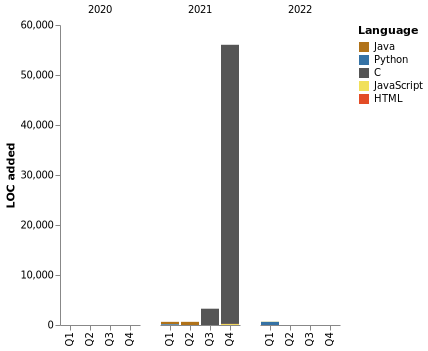 2020 2021 2022
Language
Java
Python
C
JavaScript
HTML
LOC added
60,000
50,000
40,000
30,000
20,000
10,000
0
Q1 Q2 Q3 Q4 Q1 Q2 Q3 Q4 Q1 Q2 Q3 Q4